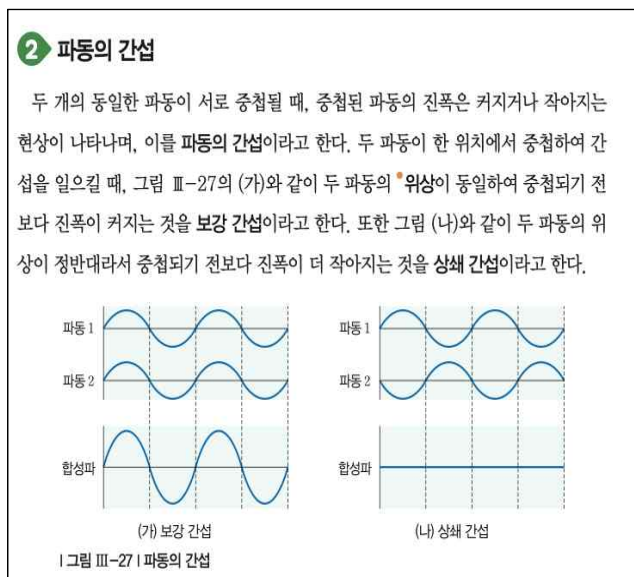 2 파동의 간섭
두 개의 동일한 파동이 서로 중첩될 때, 중첩된 파동의 진폭은 커지거나 작아지는
현상이 나타나며, 이를 파동의 간섭이라고 한다. 두 파동이 한 위치에서 중첩하여 간
섭을 일으킬 때, 그림 Ⅲ-27의 (가)와 같이 두 파동의 위상이 동일하여 중첩되기 전
보다 진폭이 커지는 것을 보강 간섭이라고 한다. 또한 그림 (나)와 같이 두 파동의 위
상이 정반대라서 중첩되기 전보다 진폭이 더 작아지는 것을 상쇄 간섭이라고 한다.
파동 1
파동 2
합성파
(가) 보강 간섭
파동 1
파동 2
합성파
(나) 상쇄 간섭
| 그림 Ⅲ-27 | 파동의 간섭